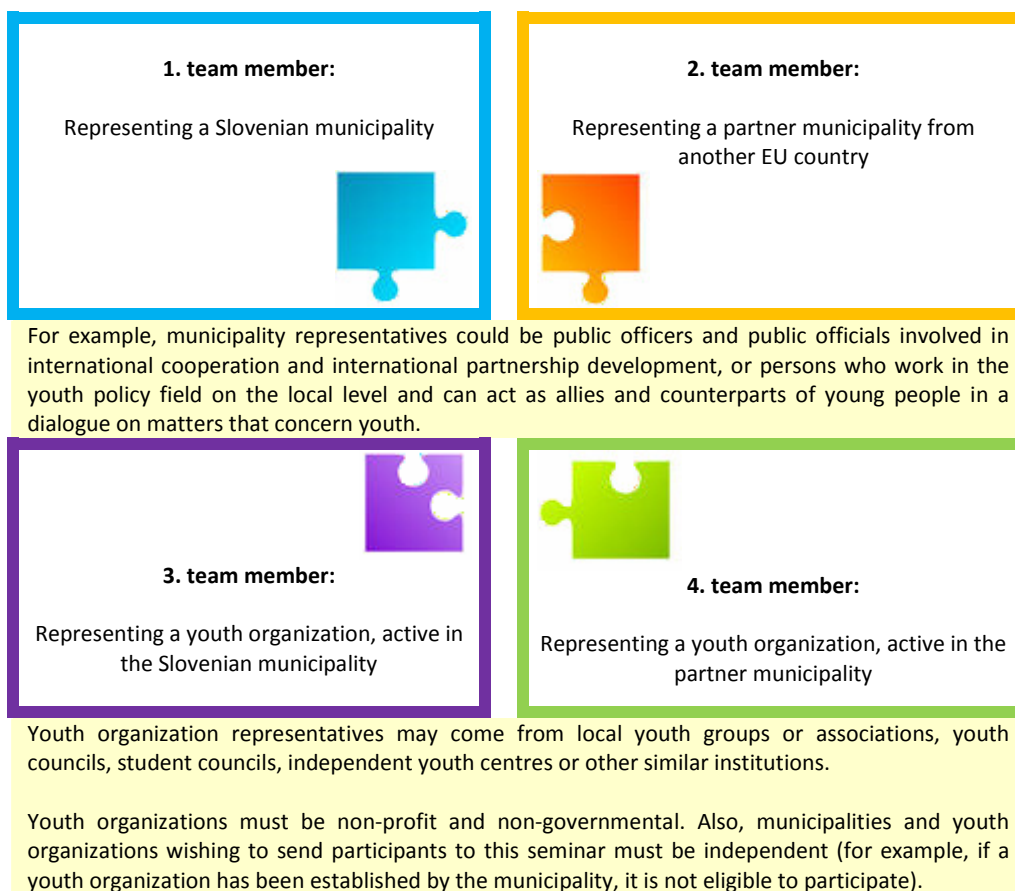 1. team member:
Representing a Slovenian municipality
2. team member:
Representing a partner municipality from
another EU country
For example, municipality representatives could be public officers and public officials involved in
international cooperation and international partnership development, or persons who work in the
youth policy field on the local level and can act as allies and counterparts of young people in a
dialogue on matters that concern youth.
3. team member:
Representing a youth organization, active in
the Slovenian municipality
4. team member:
Representing a youth organization, active in the
partner municipality
Youth organization representatives may come from local youth groups or associations, youth
councils, student councils, independent youth centres or other similar institutions.
Youth organizations must be non-profit and non-governmental. Also, municipalities and youth
organizations wishing to send participants to this seminar must be independent (for example, if a
youth organization has been established by the municipality, it is not eligible to participate).